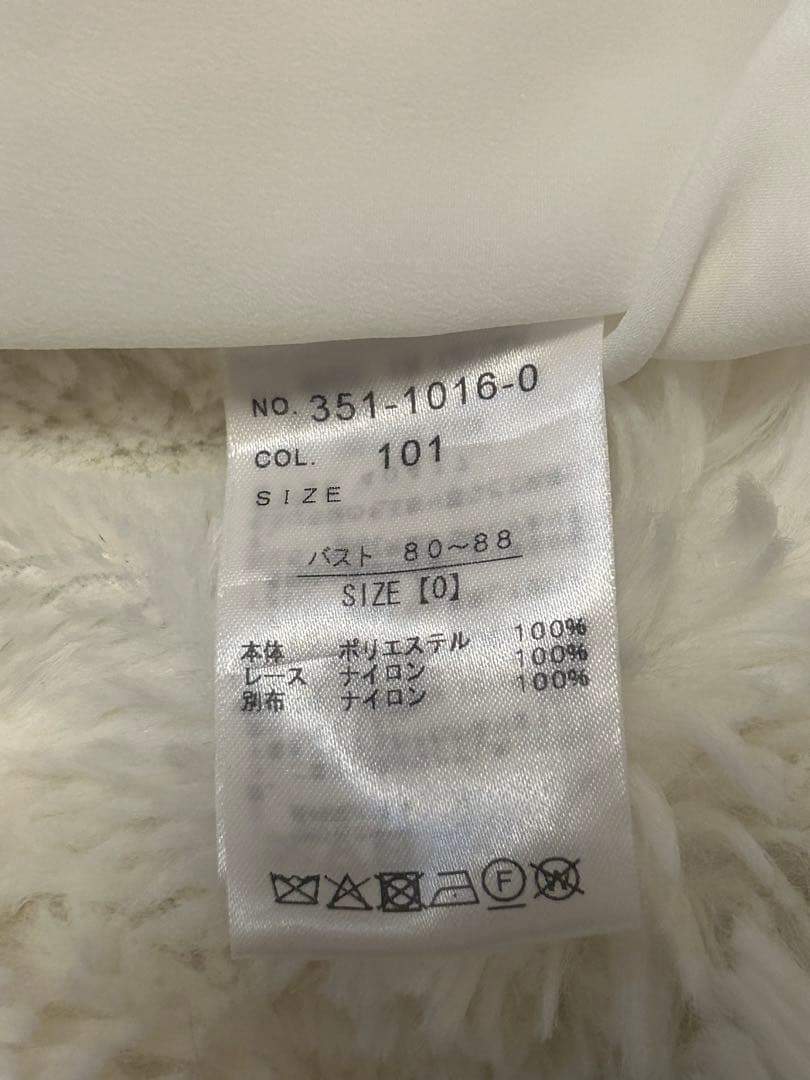 NO. 351-1016-0
COL. 101
SIZE
バスト 80～88
SIZE【0】
本体 ポリエステル 100%
レース ナイロン 100%
別布 ナイロン 100%
F W